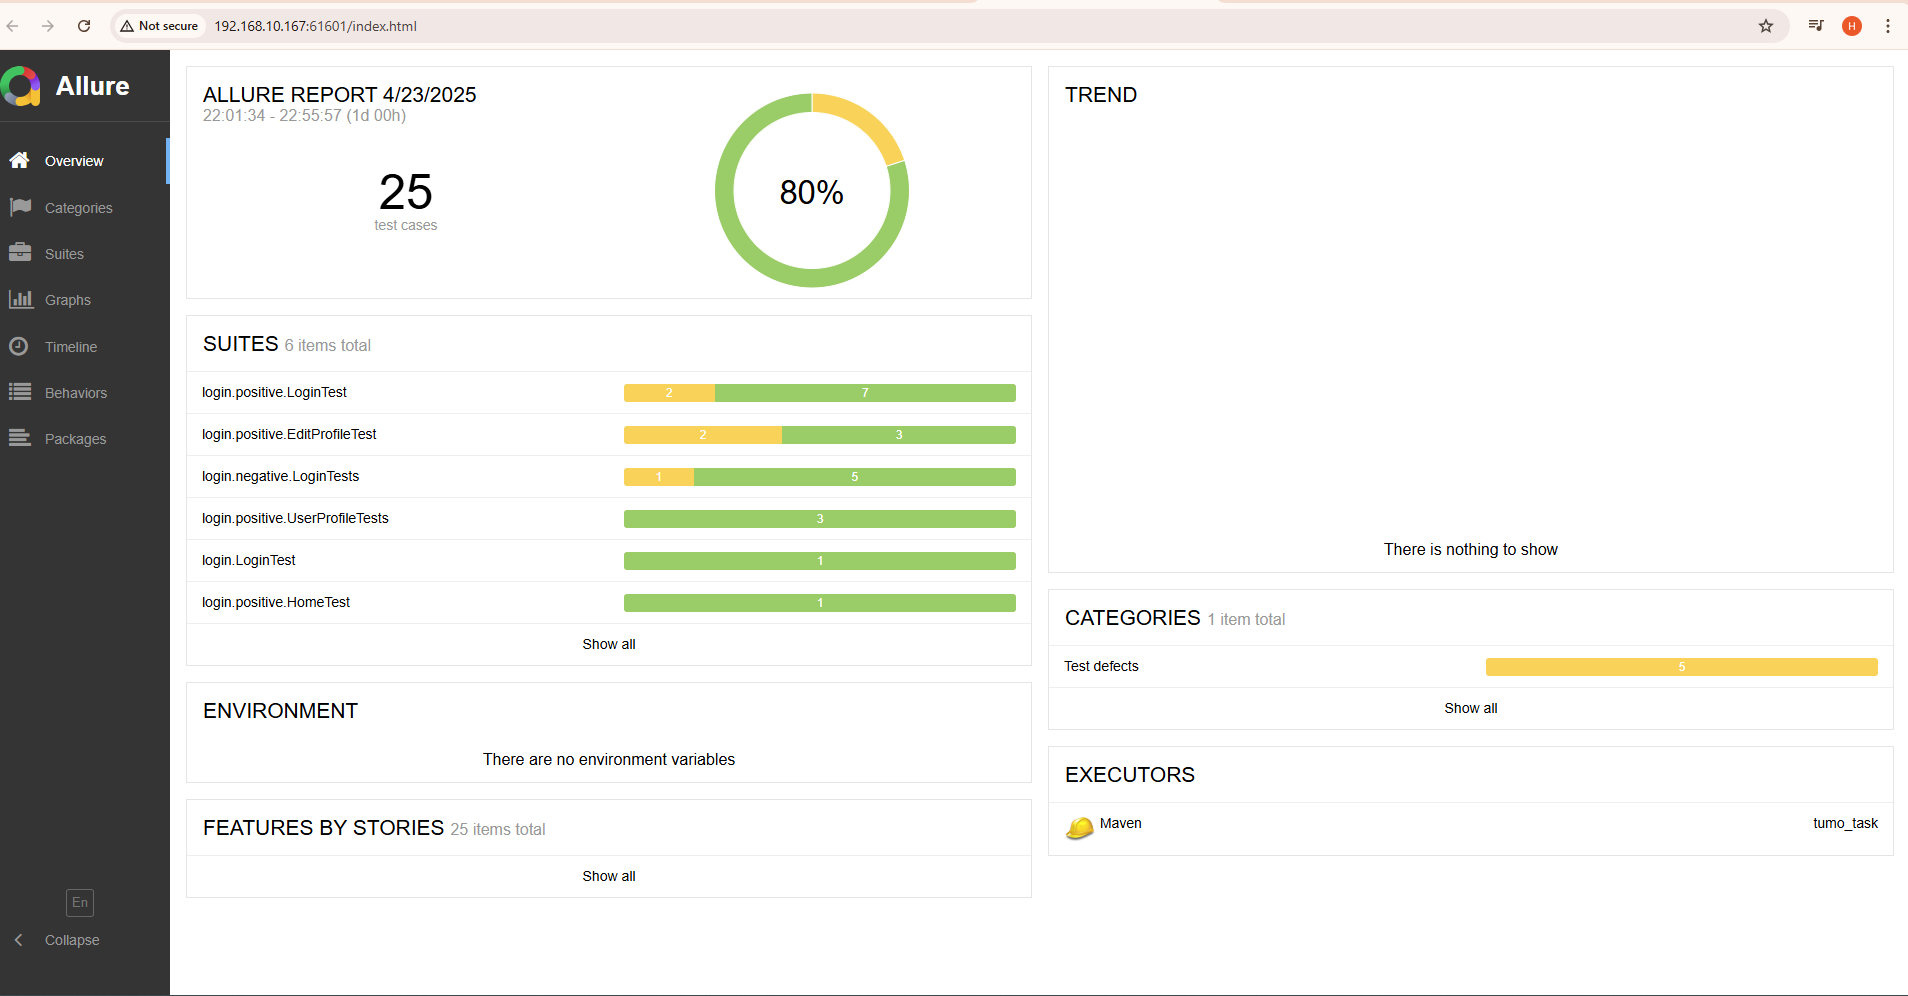 Not secure
192.168.10.167:61601/index.html
H
Allure
Overview
Categories
Suites
Graphs
Timeline
Behaviors
Packages
En
Collapse
ALLURE REPORT 4/23/2025
22:01:34 - 22:55:57 (1d 00h)
25
test cases
80%
SUITES 6 items total
login.positive.LoginTest 2 7
login.positive.EditProfileTest 2 3
login.negative.LoginTests 1 5
login.positive.UserProfileTests 3
login.LoginTest 1
login.positive.HomeTest 1
Show all
ENVIRONMENT
There are no environment variables
FEATURES BY STORIES 25 items total
Show all
TREND
There is nothing to show
CATEGORIES 1 item total
Test defects 5
Show all
EXECUTORS
Maven tumo_task